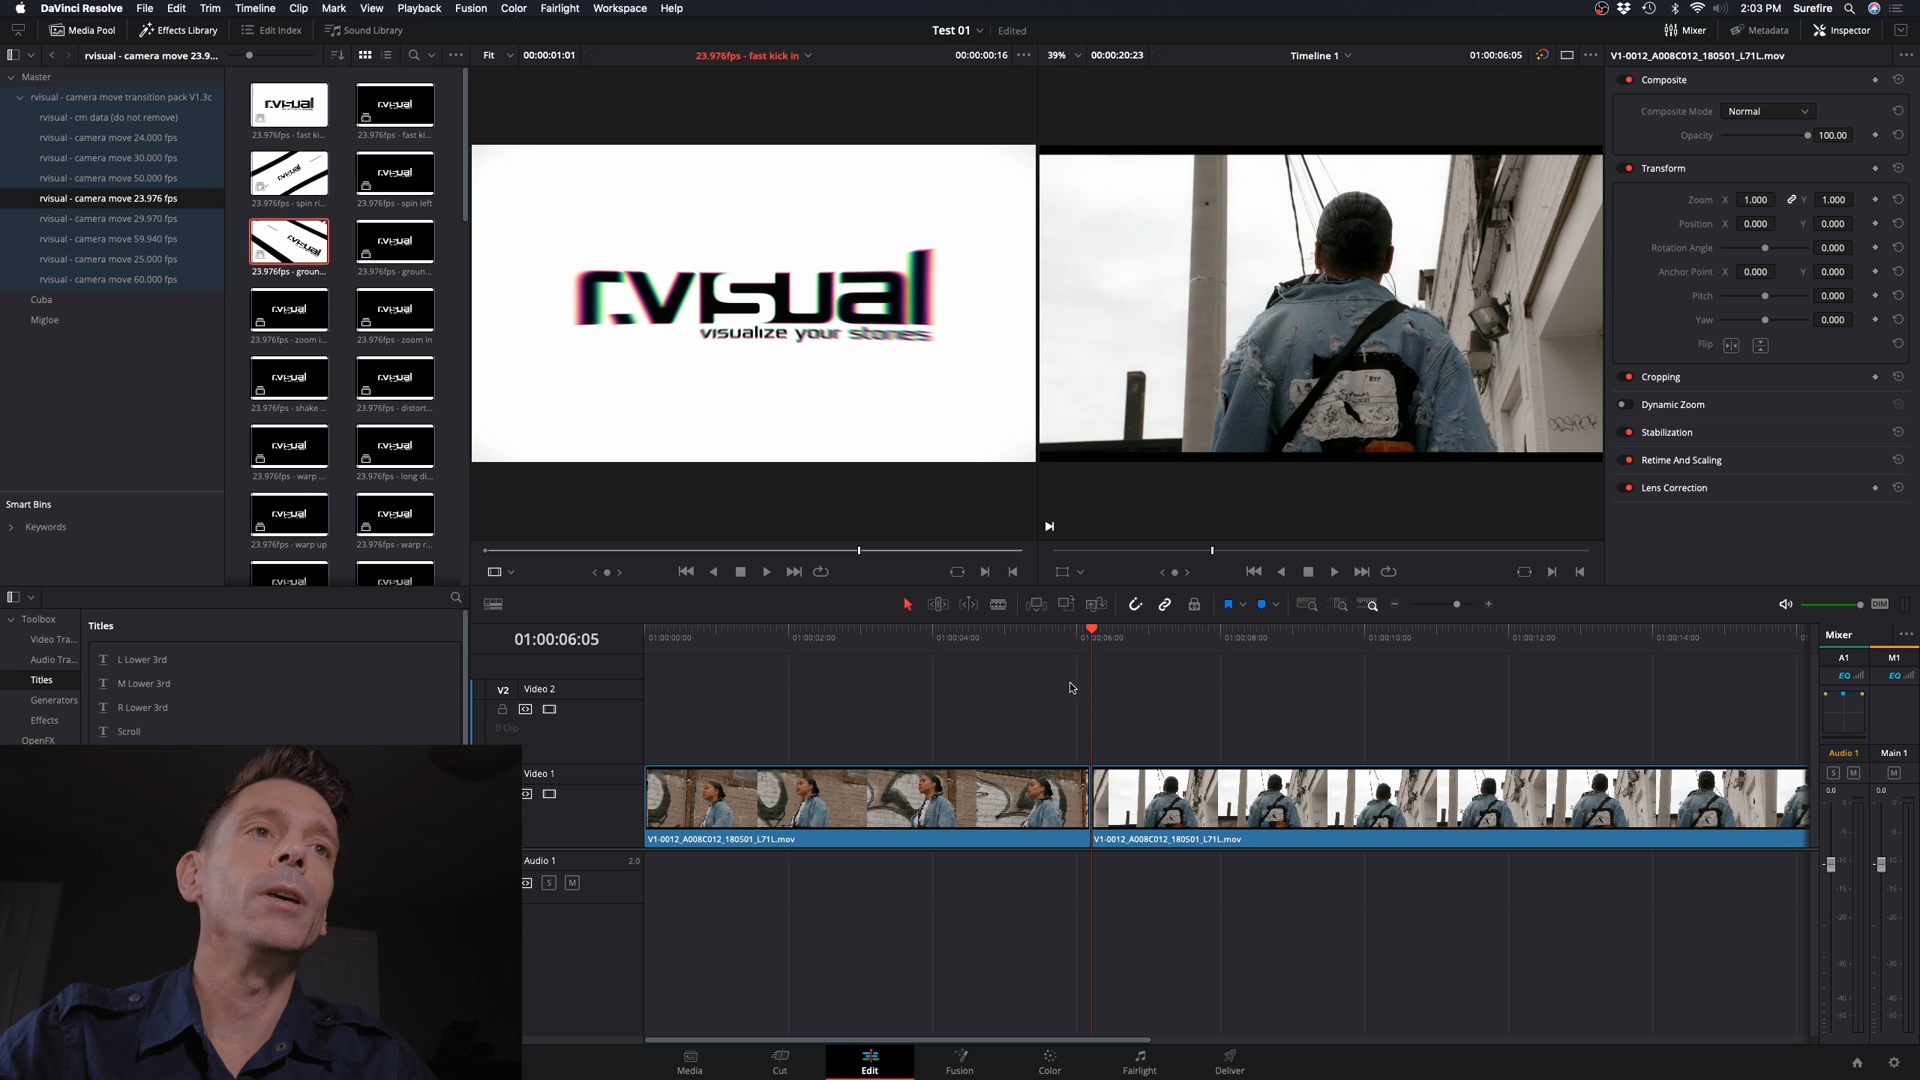 DaVinci Resolve File Edit Trim Timeline Clip Mark View Playback Fusion Color Fairlight Workspace Help
2:03 PM Surefire
Media Pool Effects Library Edit Index Sound Library
Test 01 Edited
Mixer Metadata Inspector
rvisual - camera move 23.9...
Fit 00:00:01:01 23.976fps - fast kick in 00:00:00:16
39% 00:00:20:23 Timeline 1 01:00:06:05
V1-0012_A008C012_180501_L71L.mov
Master
rvisual - camera move transition pack V1.3c
rvisual - cm data (do not remove)
rvisual - camera move 24.000 fps
rvisual - camera move 30.000 fps
rvisual - camera move 50.000 fps
rvisual - camera move 23.976 fps
rvisual - camera move 29.970 fps
rvisual - camera move 59.940 fps
rvisual - camera move 25.000 fps
rvisual - camera move 60.000 fps
Cuba
Migloe
Smart Bins
Keywords
23.976fps - fast ki... 23.976fps - fast ki...
23.976fps - spin ri... 23.976fps - spin left
23.976fps - groun... 23.976fps - groun...
23.976fps - zoom i... 23.976fps - zoom in
23.976fps - shake ... 23.976fps - distort...
23.976fps - warp ... 23.976fps - long di...
23.976fps - warp up 23.976fps - warp r...
r.visual
visualize your stories
Composite
Composite Mode Normal
Opacity 100.00
Transform
Zoom X 1.000 Y 1.000
Position X 0.000 Y 0.000
Rotation Angle 0.000
Anchor Point X 0.000 Y 0.000
Pitch 0.000
Yaw 0.000
Flip
Cropping
Dynamic Zoom
Stabilization
Retime And Scaling
Lens Correction
Toolbox
Video Tra...
Audio Tra...
Titles
Generators
Effects
OpenFX
Titles
L Lower 3rd
M Lower 3rd
R Lower 3rd
Scroll
DIM
01:00:06:05
01:00:00:00 01:00:02:00 01:00:04:00 01:00:06:00 01:00:08:00 01:00:10:00 01:00:12:00 01:00:14:00
V2 Video 2
0 Clip
Video 1
V1-0012_A008C012_180501_L71L.mov V1-0012_A008C012_180501_L71L.mov
Audio 1 2.0
S M
Mixer
A1 M1
EQ EQ
Audio 1 Main 1
S M M
0.0 0.0
Media Cut Edit Fusion Color Fairlight Deliver